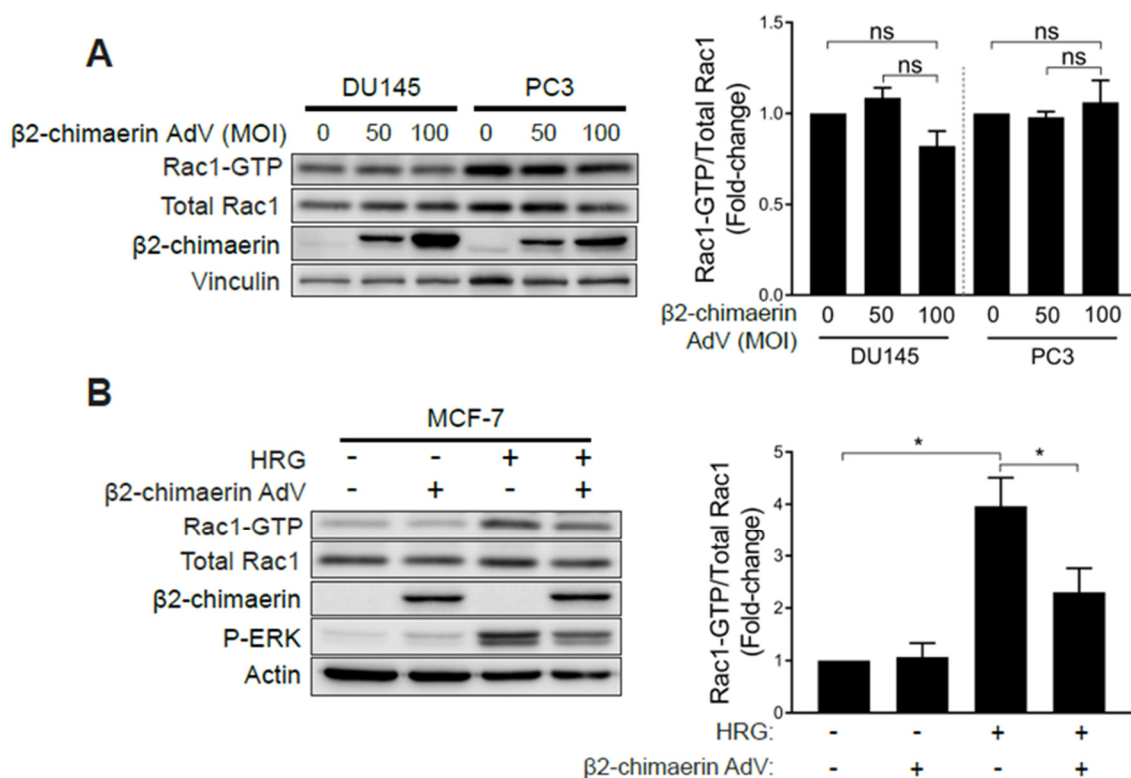 A
DU145 PC3
β2-chimaerin AdV (MOI) 0 50 100 0 50 100
Rac1-GTP
Total Rac1
β2-chimaerin
Vinculin
Rac1-GTP/Total Rac1
(Fold-change)
1.5
1.0
0.5
0.0
ns ns
ns ns
β2-chimaerin 0 50 100 0 50 100
AdV (MOI)
DU145 PC3
B
MCF-7
HRG - - + +
β2-chimaerin AdV - + - +
Rac1-GTP
Total Rac1
β2-chimaerin
P-ERK
Actin
Rac1-GTP/Total Rac1
(Fold-change)
5
4
3
2
1
0
* *
HRG: - - + +
β2-chimaerin AdV: - + - +